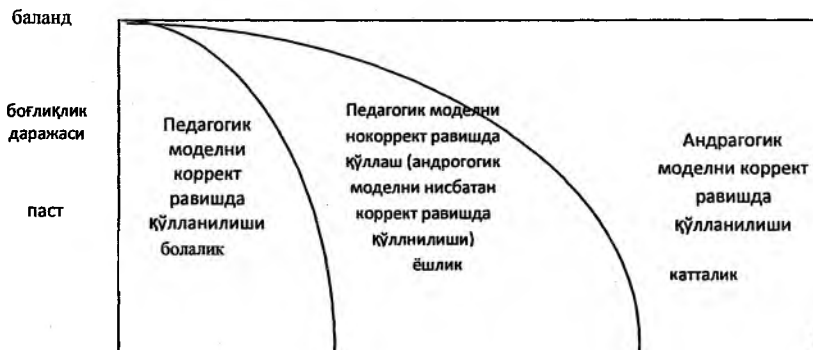 баланд
боғлиқлик
даражаси
паст
Педагогик
моделни
коррект
равишда
қўлланилиши
болалик
Педагогик моделни
нокоррект равишда
қўллаш (андрогогик
моделни нисбатан
коррект равишда
қўллнилиши)
ёшлик
Андрагогик
моделни коррект
равишда
қўлланилиши
катталик